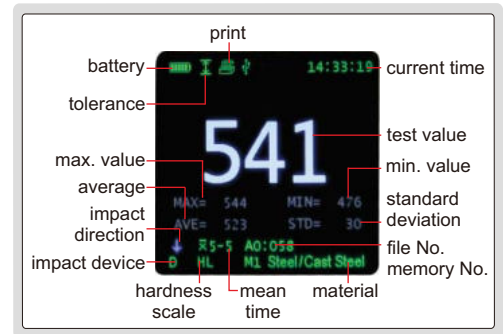 print
battery
14:33:19
current time
tolerance
541
test value
max. value
min. value
MAX= 544 MIN= 476
average
standard deviation
AVE= 523 STD= 30
impact direction
x̅5-5 A0:058
file No.
memory No.
impact device
D HL M1 Steel/Cast Steel
hardness scale
mean time
material